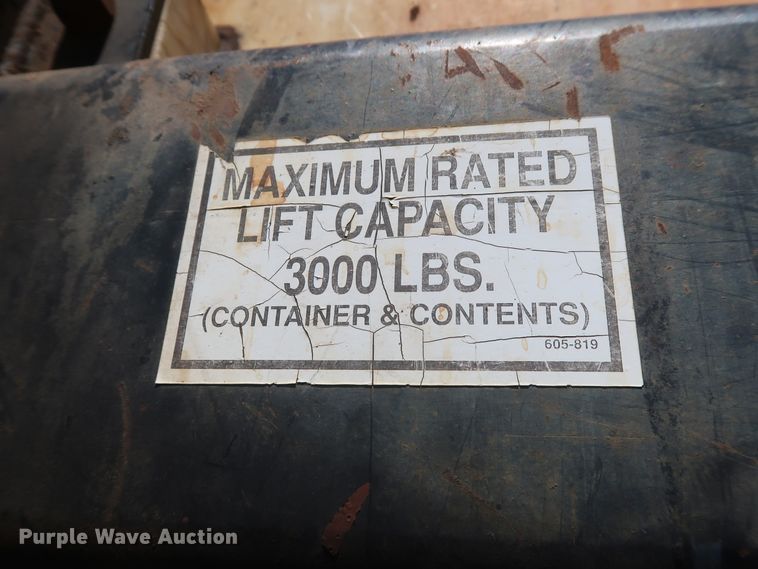 MAXIMUM RATED
LIFT CAPACITY
3000 LBS.
(CONTAINER & CONTENTS)
605-819
Purple Wave Auction